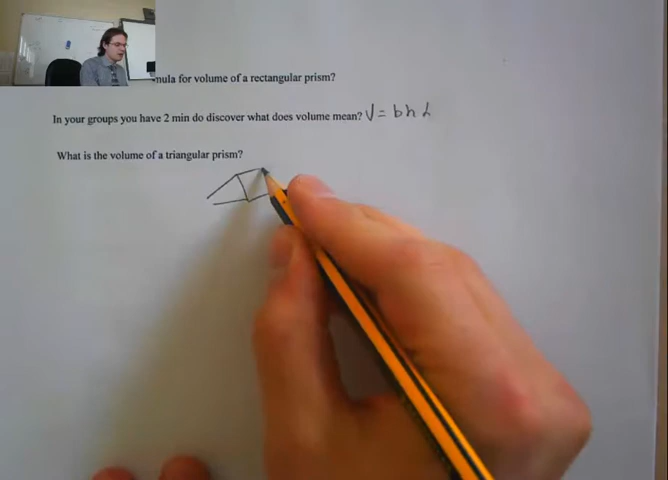 mula for volume of a rectangular prism?
In your groups you have 2 min do discover what does volume mean? V = b h L
What is the volume of a triangular prism?